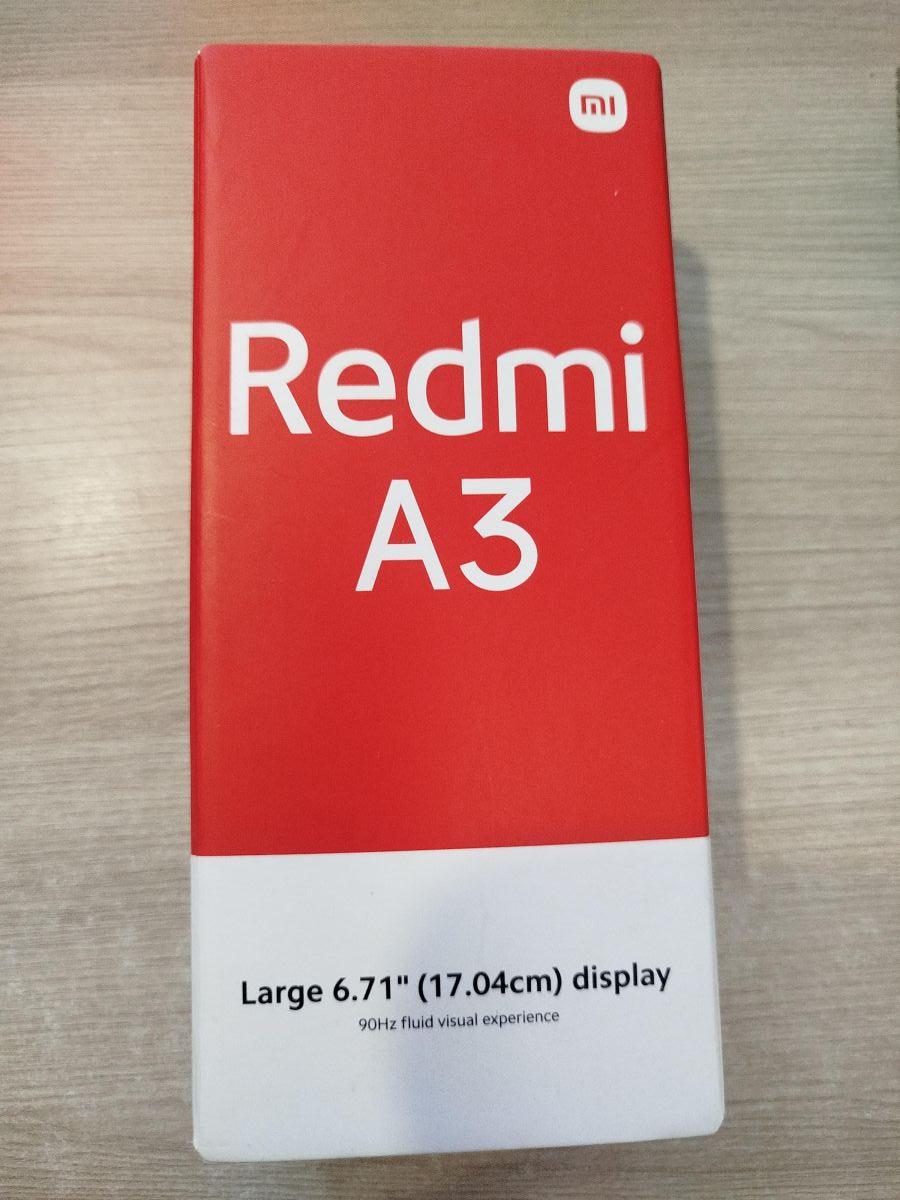 mi
Redmi
A3
Large 6.71" (17.04cm) display
90Hz fluid visual experience